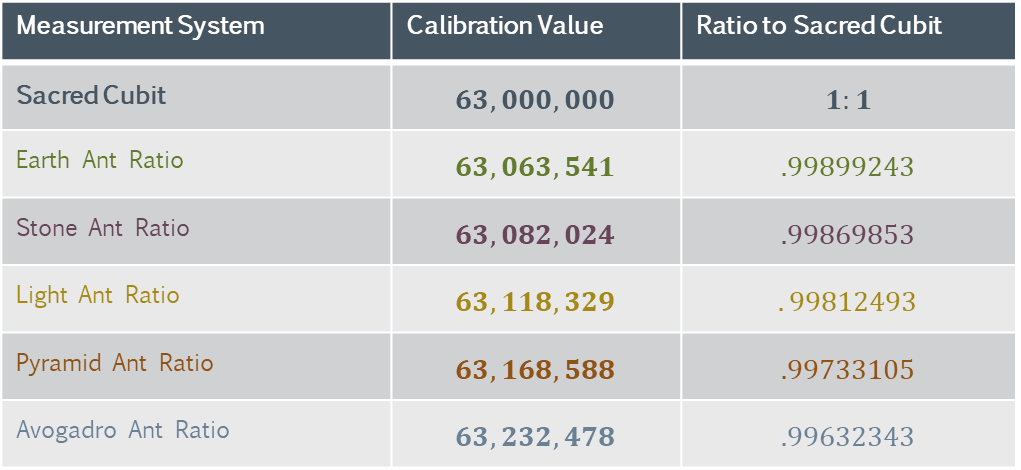 Measurement System Calibration Value Ratio to Sacred Cubit
Sacred Cubit 63,000,000 1:1
Earth Ant Ratio 63,063,541 .99899243
Stone Ant Ratio 63,082,024 .99869853
Light Ant Ratio 63,118,329 .99812493
Pyramid Ant Ratio 63,168,588 .99733105
Avogadro Ant Ratio 63,232,478 .99632343